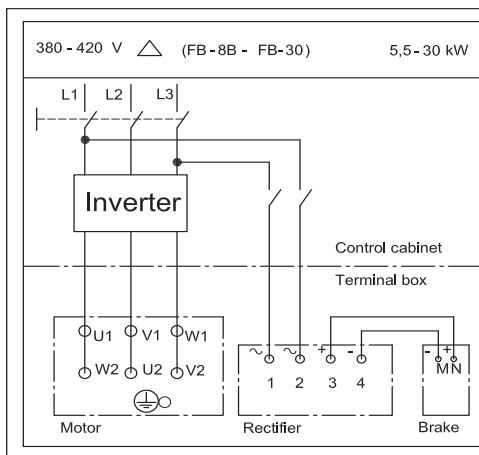 380 - 420 V (FB - 8B - FB-30) 5,5 - 30 kW
L1 L2 L3
Inverter
Control cabinet
Terminal box
U1 V1 W1
W2 U2 V2
+ - - +
1 2 3 4 M N
Motor Rectifier Brake